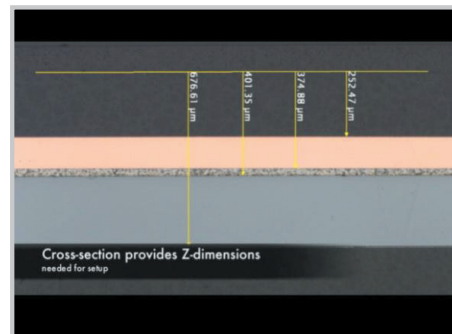 676.61 µm
401.35 µm
374.88 µm
252.47 µm
Cross-section provides Z-dimensions
needed for setup